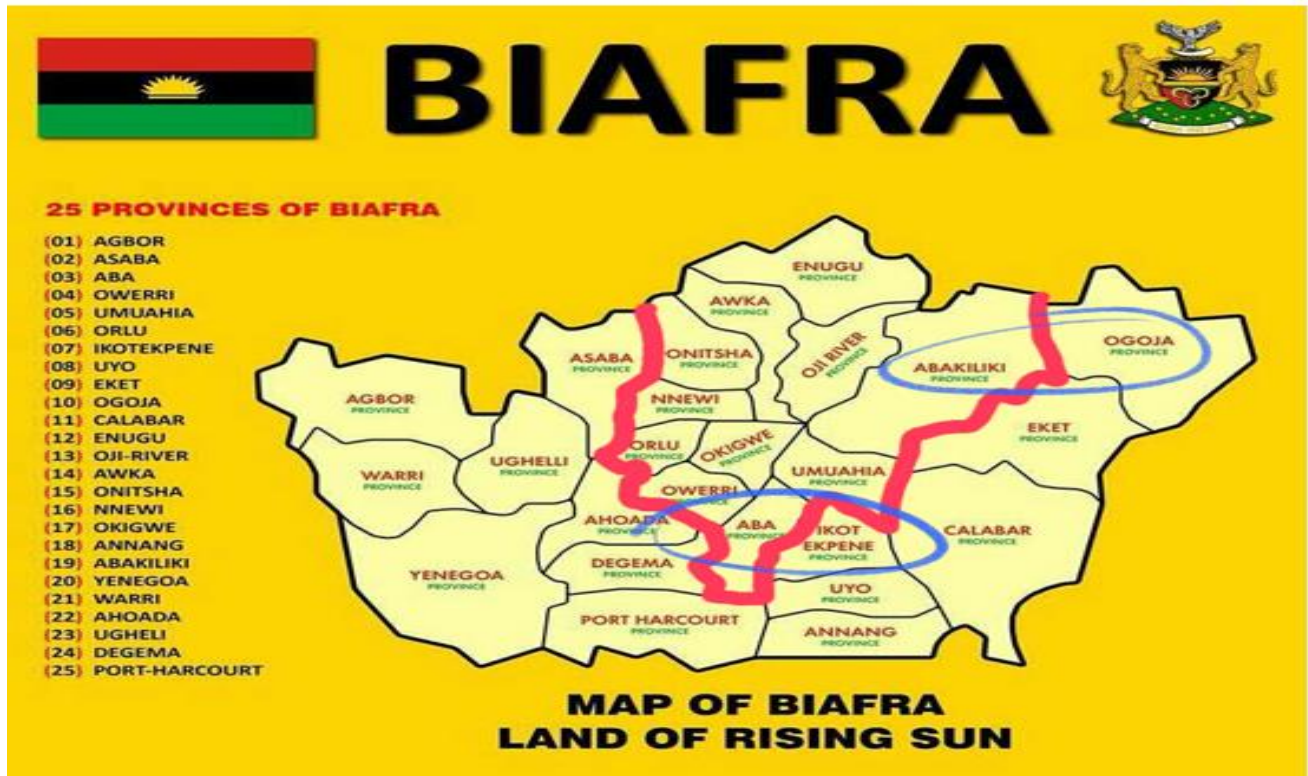 BIAFRA
25 PROVINCES OF BIAFRA
(01) AGBOR
(02) ASABA
(03) ABA
(04) OWERRI
(05) UMUAHIA
(06) ORLU
(07) IKOTEKPENE
(08) UYO
(09) EKET
(10) OGOJA
(11) CALABAR
(12) ENUGU
(13) OJI-RIVER
(14) AWKA
(15) ONITSHA
(16) NNEWI
(17) OKIGWE
(18) ANNANG
(19) ABAKILIKI
(20) YENEGOA
(21) WARRI
(22) AHOADA
(23) UGHELI
(24) DEGEMA
(25) PORT-HARCOURT
ENUGU
PROVINCE
AWKA
PROVINCE
OJI RIVER
PROVINCE
ASABA
PROVINCE
ONITSHA
PROVINCE
ABAKILIKI
PROVINCE
OGOJA
PROVINCE
AGBOR
PROVINCE
NNEWI
PROVINCE
EKET
PROVINCE
ORLU
PROVINCE
OKIGWE
PROVINCE
WARRI
PROVINCE
UGHELLI
PROVINCE
UMUAHIA
PROVINCE
OWERRI
PROVINCE
AHOADA
PROVINCE
ABA
PROVINCE
IKOT
EKPENE
PROVINCE
CALABAR
PROVINCE
DEGEMA
PROVINCE
YENEGOA
PROVINCE
UYO
PROVINCE
PORT HARCOURT
PROVINCE
ANNANG
PROVINCE
MAP OF BIAFRA
LAND OF RISING SUN